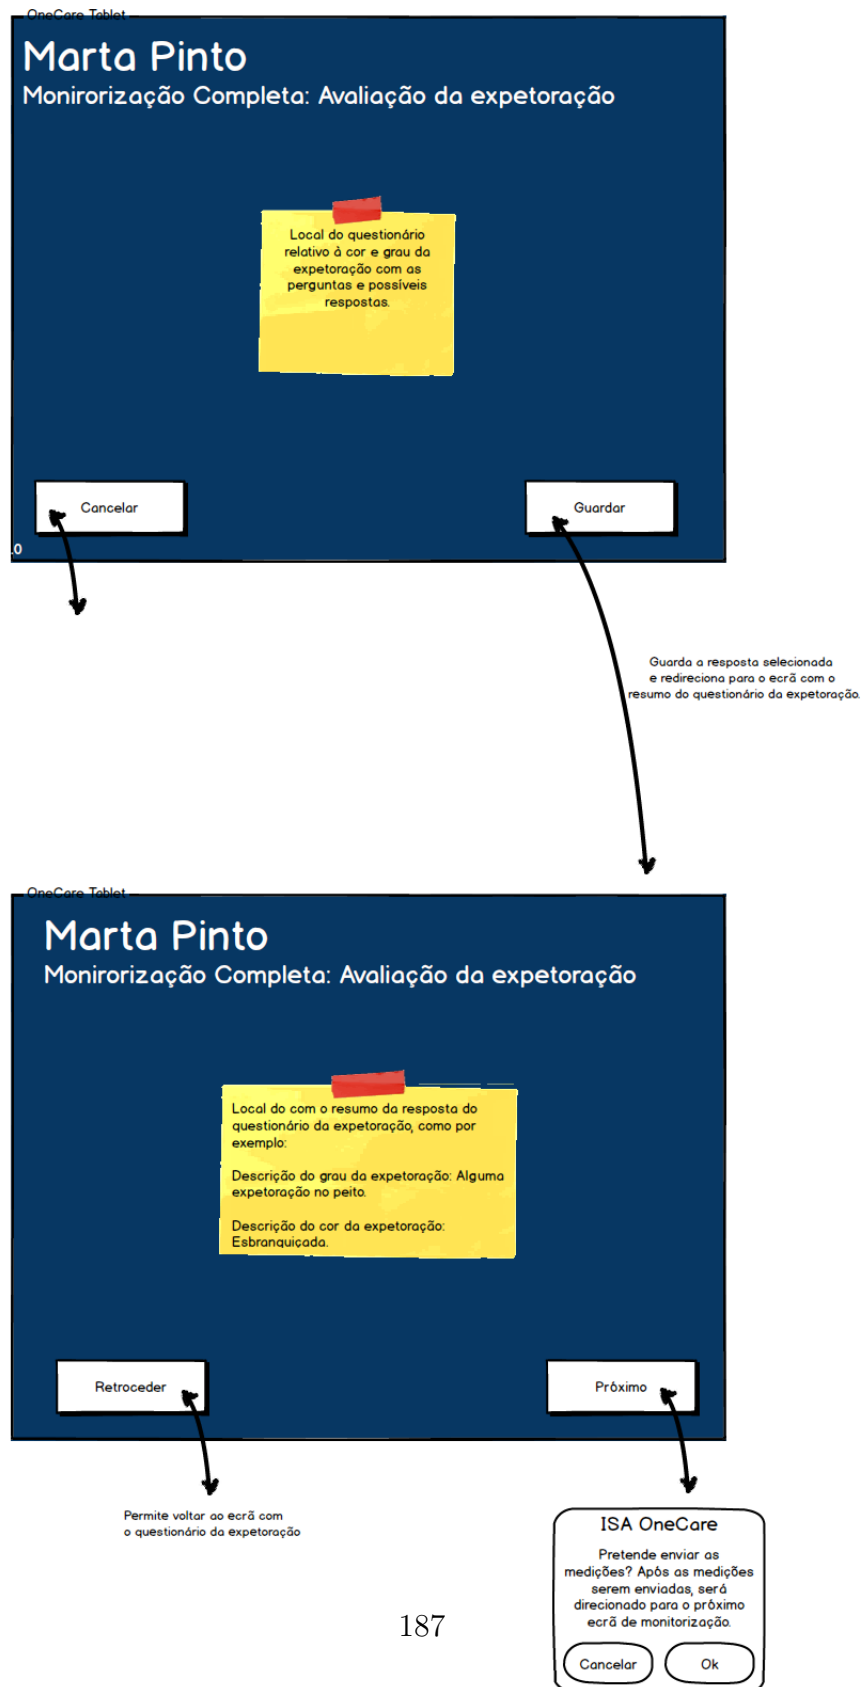 OneCare Tablet
Marta Pinto
Monirorização Completa: Avaliação da expetoração
Local do questionário
relativo à cor e grau da
expetoração com as
perguntas e possíveis
respostas.
Cancelar
Guardar
.0
Guarda a resposta selecionada
e redireciona para o ecrã com o
resumo do questionário da expetoração.
OneCare Tablet
Marta Pinto
Monirorização Completa: Avaliação da expetoração
Local do com o resumo da resposta do
questionário da expetoração, como por
exemplo:
Descrição do grau da expetoração: Alguma
expetoração no peito.
Descrição do cor da expetoração:
Esbranquiçada.
Retroceder
Próximo
Permite voltar ao ecrã com
o questionário da expetoração
ISA OneCare
Pretende enviar as
medições? Após as medições
serem enviadas, será
direcionado para o próximo
ecrã de monitorização.
Cancelar
Ok
187